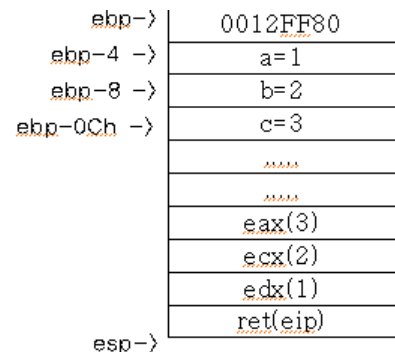 ebp-> 0012FF80
ebp-4 -> a=1
ebp-8 -> b=2
ebp-0Ch -> c=3
,,,,,
,,,,,
eax(3)
ecx(2)
edx(1)
ret(eip)
esp->